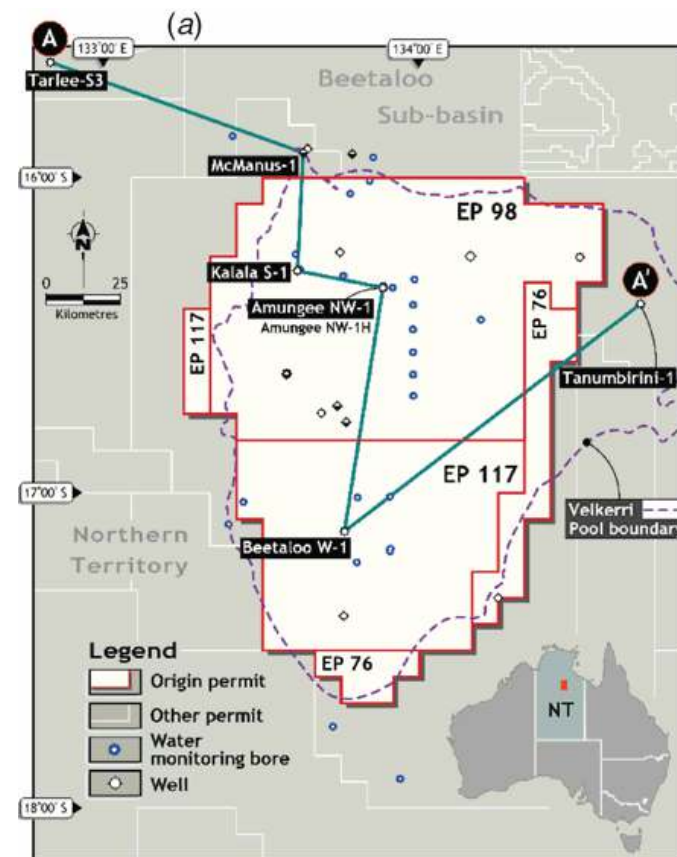 (a)
A
133°00' E
134°00' E
Tarlee-S3
Beetaloo
Sub-basin
McManus-1
16°00' S
EP 98
N
Kalala S-1
A'
0 25
Kilometres
Amungee NW-1
Amungee NW-1H
EP 76
EP 117
Tanumbirini-1
17°00' S
EP 117
Velkerri
Pool boundary
Northern
Territory
Beetaloo W-1
Legend
EP 76
Origin permit
Other permit
Water
monitoring bore
Well
NT
18°00' S